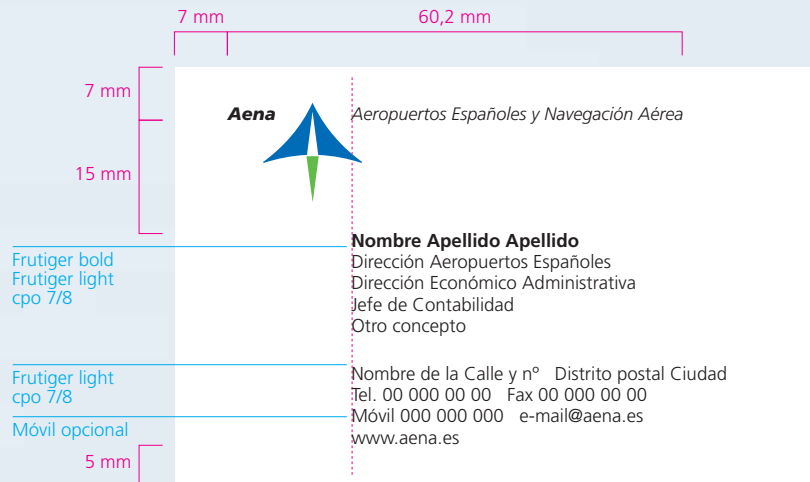 7 mm
60,2 mm
7 mm
Aena
Aeropuertos Españoles y Navegación Aérea
15 mm
Nombre Apellido Apellido
Dirección Aeropuertos Españoles
Dirección Económico Administrativa
Jefe de Contabilidad
Otro concepto
Frutiger bold
Frutiger light
cpo 7/8
Nombre de la Calle y nº Distrito postal Ciudad
Tel. 00 000 00 00 Fax 00 000 00 00
Móvil 000 000 000 e-mail@aena.es
www.aena.es
Frutiger light
cpo 7/8
Móvil opcional
5 mm